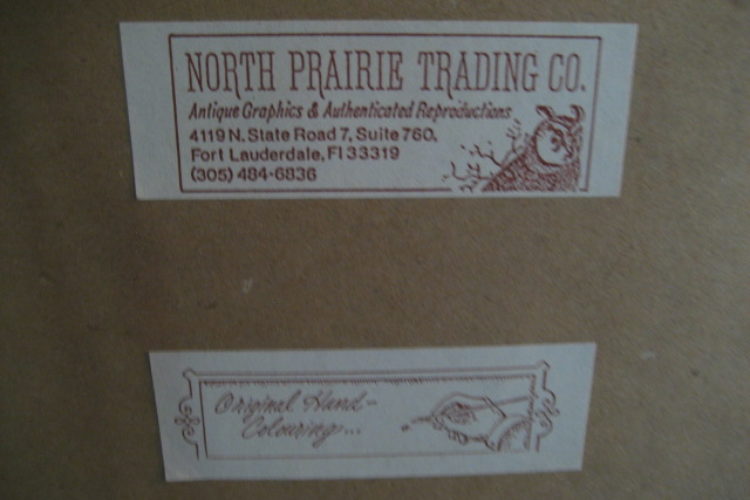 NORTH PRAIRIE TRADING CO.
Antique Graphics & Authenticated Reproductions
4119 N. State Road 7, Suite 760,
Fort Lauderdale, Fl 33319
(305) 484-6836
Original Hand-
Colouring...